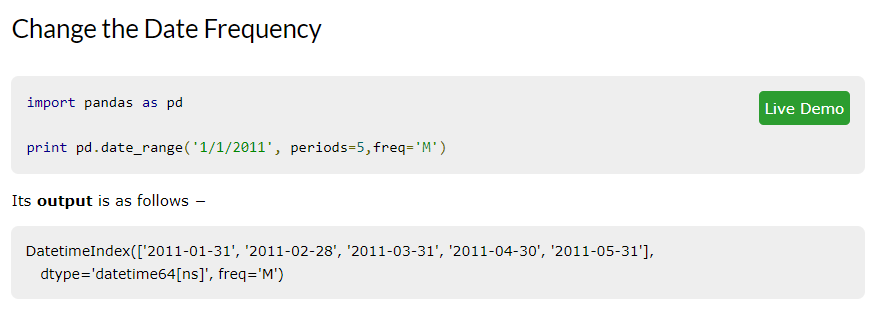 Change the Date Frequency
import pandas as pd
Live Demo
print pd.date_range('1/1/2011', periods=5,freq='M')
Its output is as follows −
DatetimeIndex(['2011-01-31', '2011-02-28', '2011-03-31', '2011-04-30', '2011-05-31'],
dtype='datetime64[ns]', freq='M')